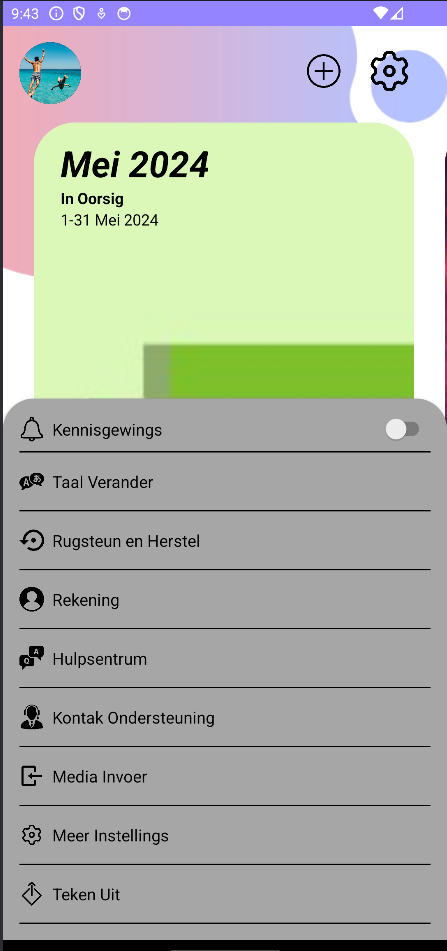 9:43
Mei 2024
In Oorsig
1-31 Mei 2024
Kennisgewings
Taal Verander
Rugsteun en Herstel
Rekening
Hulpsentrum
Kontak Ondersteuning
Media Invoer
Meer Instellings
Teken Uit